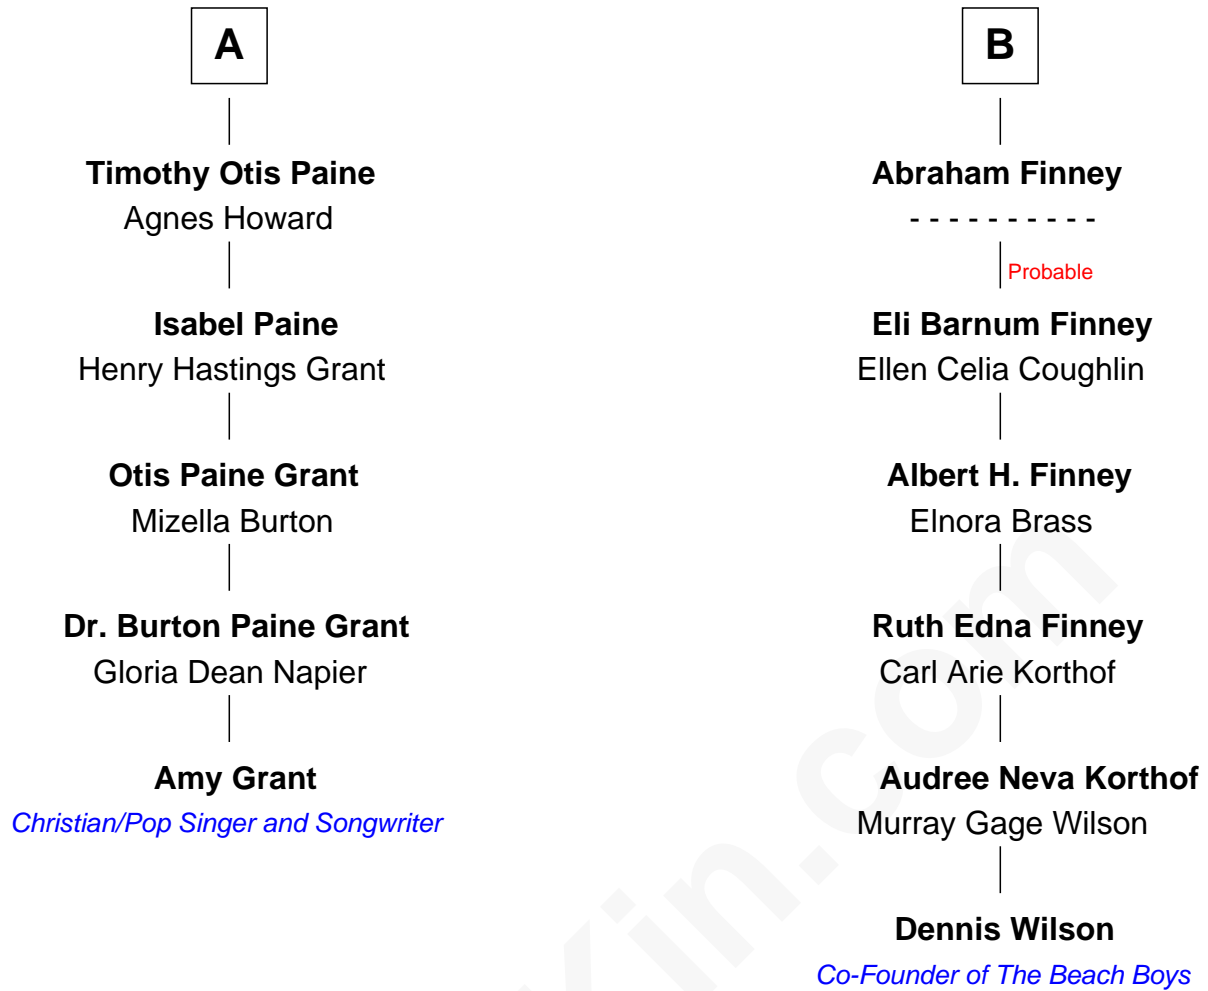 A
Timothy Otis Paine
Agnes Howard
Isabel Paine
Henry Hastings Grant
Otis Paine Grant
Mizella Burton
Dr. Burton Paine Grant
Gloria Dean Napier
Amy Grant
Christian/Pop Singer and Songwriter
B
Abraham Finney
- - - - - - - - - -
Probable
Eli Barnum Finney
Ellen Celia Coughlin
Albert H. Finney
Elnora Brass
Ruth Edna Finney
Carl Arie Korthof
Audree Neva Korthof
Murray Gage Wilson
Dennis Wilson
Co-Founder of The Beach Boys
Kin.com